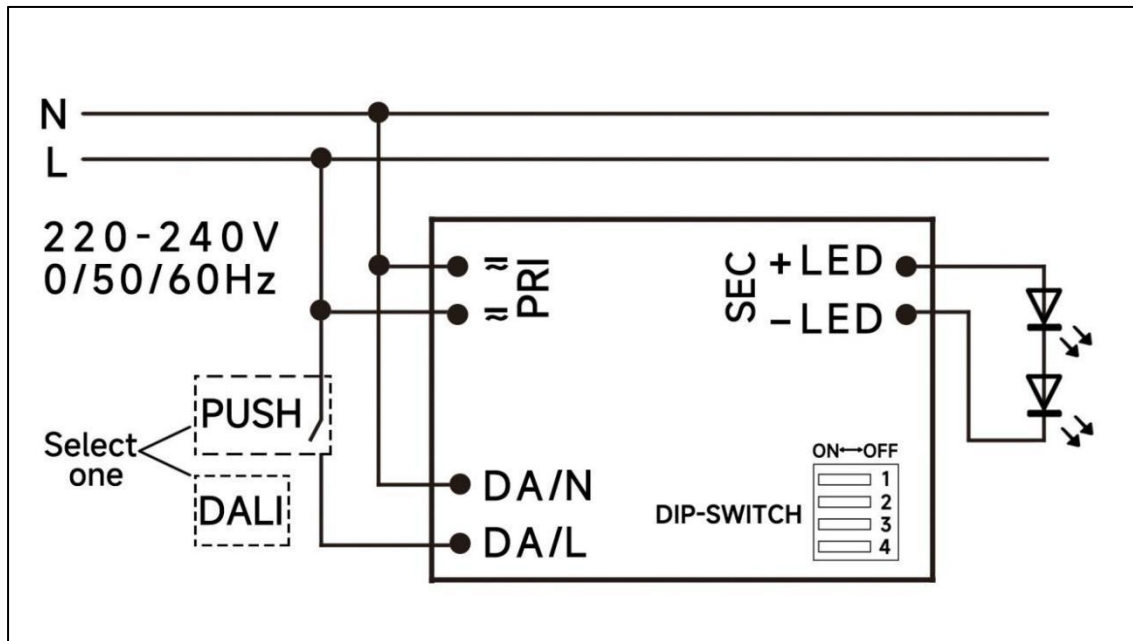 N
L
220-240V
0/50/60Hz
PRI
SEC
+LED
-LED
PUSH
Select
one
DALI
DA/N
DA/L
DIP-SWITCH
ON↔OFF
1
2
3
4